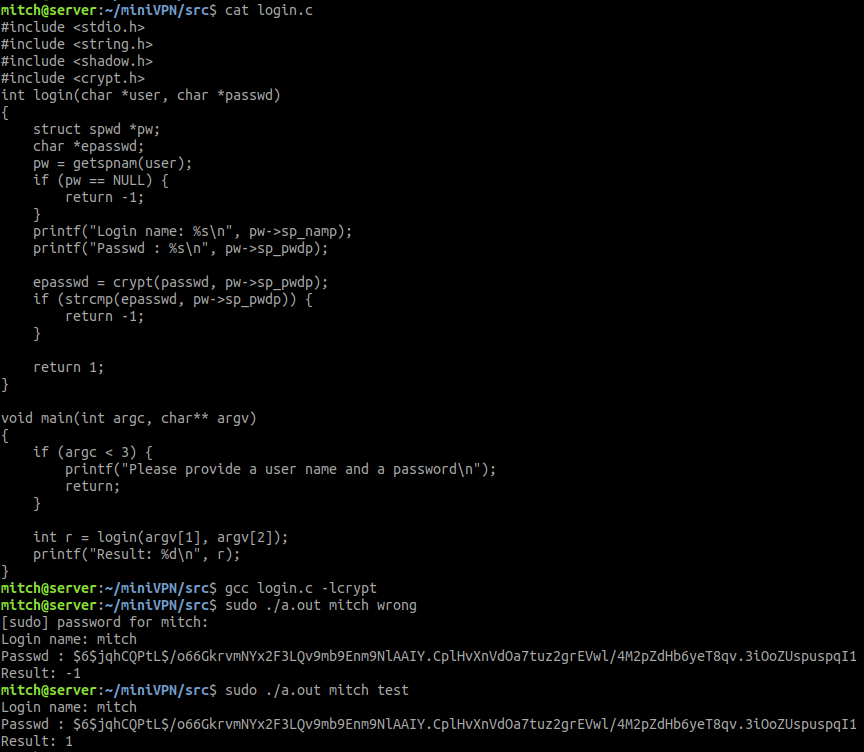 mitch@server:~/miniVPN/src$ cat login.c
#include <stdio.h>
#include <string.h>
#include <shadow.h>
#include <crypt.h>
int login(char *user, char *passwd)
{
    struct spwd *pw;
    char *epasswd;
    pw = getspnam(user);
    if (pw == NULL) {
        return -1;
    }
    printf("Login name: %s\n", pw->sp_namp);
    printf("Passwd : %s\n", pw->sp_pwdp);

    epasswd = crypt(passwd, pw->sp_pwdp);
    if (strcmp(epasswd, pw->sp_pwdp)) {
        return -1;
    }

    return 1;
}

void main(int argc, char** argv)
{
    if (argc < 3) {
        printf("Please provide a user name and a password\n");
        return;
    }

    int r = login(argv[1], argv[2]);
    printf("Result: %d\n", r);
}
mitch@server:~/miniVPN/src$ gcc login.c -lcrypt
mitch@server:~/miniVPN/src$ sudo ./a.out mitch wrong
[sudo] password for mitch:
Login name: mitch
Passwd : $6$jqhCQPtL$/o66GkrvmNYx2F3LQv9mb9Enm9NlAAIY.CplHvXnVdOa7tuz2grEVwl/4M2pZdHb6yeT8qv.3iOoZUspuspqI1
Result: -1
mitch@server:~/miniVPN/src$ sudo ./a.out mitch test
Login name: mitch
Passwd : $6$jqhCQPtL$/o66GkrvmNYx2F3LQv9mb9Enm9NlAAIY.CplHvXnVdOa7tuz2grEVwl/4M2pZdHb6yeT8qv.3iOoZUspuspqI1
Result: 1